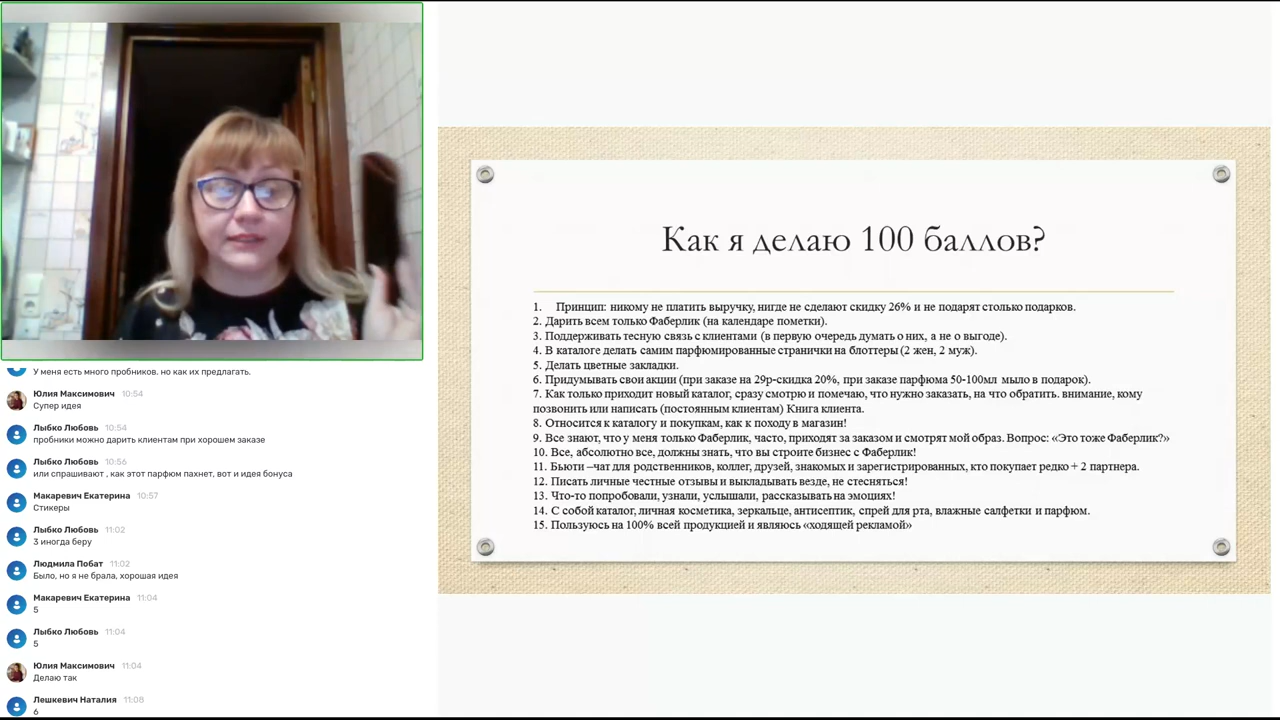 У меня есть много пробников. но как их предлагать.
Юлия Максимович 10:54
Супер идея
Лыбко Любовь 10:54
пробники можно дарить клиентам при хорошем заказе
Лыбко Любовь 10:56
или спрашивают , как этот парфюм пахнет, вот и идея бонуса
Макаревич Екатерина 10:57
Стикеры
Лыбко Любовь 11:02
3 иногда беру
Людмила Побат 11:02
Было, но я не брала, хорошая идея
Макаревич Екатерина 11:04
5
Лыбко Любовь 11:04
5
Юлия Максимович 11:04
Делаю так
Лешкевич Наталия 11:08
6
Как я делаю 100 баллов?
1. Принцип: никому не платить выручку, нигде не сделают скидку 26% и не подарят столько подарков.
2. Дарить всем только Фаберлик (на календаре пометки).
3. Поддерживать тесную связь с клиентами (в первую очередь думать о них, а не о выгоде).
4. В каталоге делать самим парфюмированные странички на блоттеры (2 жен, 2 муж).
5. Делать цветные закладки.
6. Придумывать свои акции (при заказе на 29р-скидка 20%, при заказе парфюма 50-100мл мыло в подарок).
7. Как только приходит новый каталог, сразу смотрю и помечаю, что нужно заказать, на что обратить. внимание, кому
позвонить или написать (постоянным клиентам) Книга клиента.
8. Относится к каталогу и покупкам, как к походу в магазин!
9. Все знают, что у меня только Фаберлик, часто, приходят за заказом и смотрят мой образ. Вопрос: «Это тоже Фаберлик?»
10. Все, абсолютно все, должны знать, что вы строите бизнес с Фаберлик!
11. Бьюти –чат для родственников, коллег, друзей, знакомых и зарегистрированных, кто покупает редко + 2 партнера.
12. Писать личные честные отзывы и выкладывать везде, не стесняться!
13. Что-то попробовали, узнали, услышали, рассказывать на эмоциях!
14. С собой каталог, личная косметика, зеркальце, антисептик, спрей для рта, влажные салфетки и парфюм.
15. Пользуюсь на 100% всей продукцией и являюсь «ходящей рекламой»